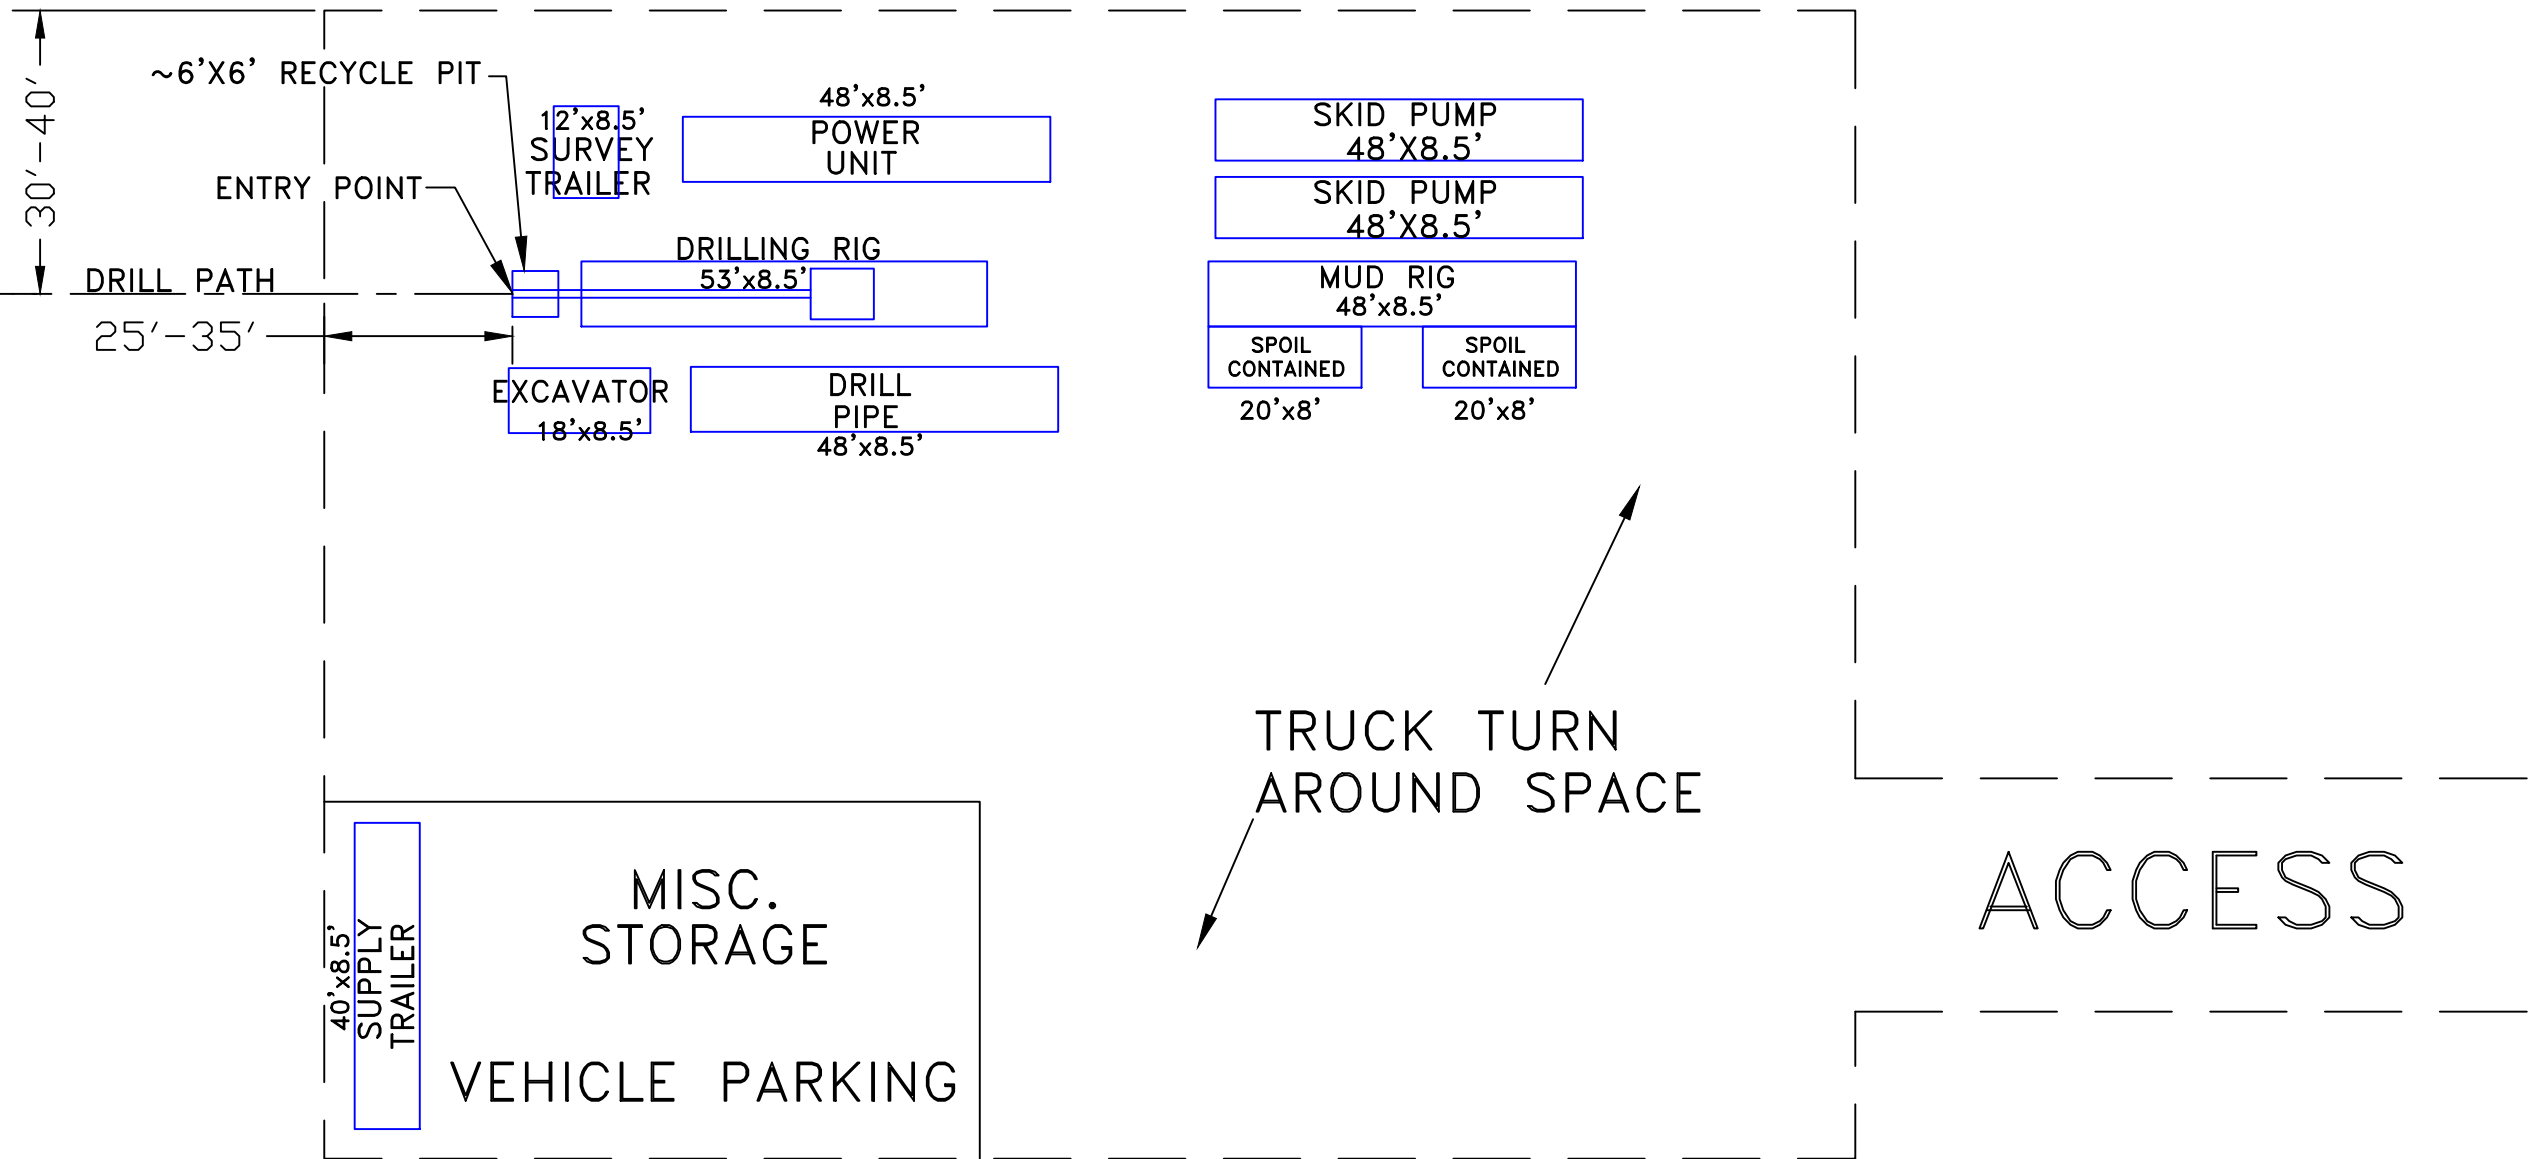 ~6'X6' RECYCLE PIT
30'-40'
ENTRY POINT
DRILL PATH
25'-35'
12'x8.5'
SURVEY
TRAILER
48'x8.5'
POWER
UNIT
DRILLING RIG
53'x8.5'
EXCAVATOR
18'x8.5'
DRILL
PIPE
48'x8.5'
SKID PUMP
48'X8.5'
SKID PUMP
48'X8.5'
MUD RIG
48'x8.5'
SPOIL
CONTAINED
20'x8'
SPOIL
CONTAINED
20'x8'
TRUCK TURN
AROUND SPACE
ACCESS
40'x8.5'
SUPPLY
TRAILER
MISC.
STORAGE
VEHICLE PARKING